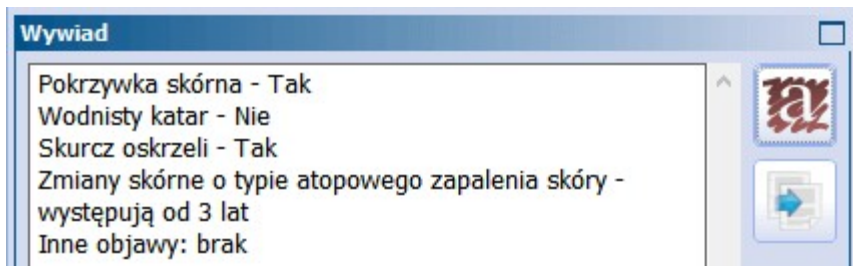 Wywiad
Pokrzywka skórna - Tak
Wodnisty katar - Nie
Skurcz oskrzeli - Tak
Zmiany skórne o typie atopowego zapalenia skóry -
występują od 3 lat
Inne objawy: brak
a